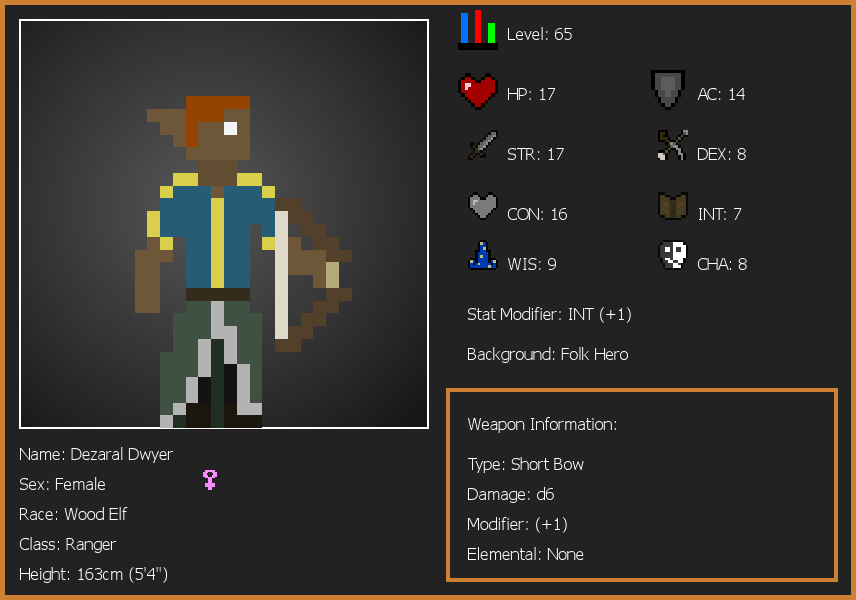 Level: 65
HP: 17
AC: 14
STR: 17
DEX: 8
CON: 16
INT: 7
WIS: 9
CHA: 8
Stat Modifier: INT (+1)
Background: Folk Hero
Weapon Information:
Type: Short Bow
Damage: d6
Modifier: (+1)
Elemental: None
Name: Dezaral Dwyer
Sex: Female
Race: Wood Elf
Class: Ranger
Height: 163cm (5'4")